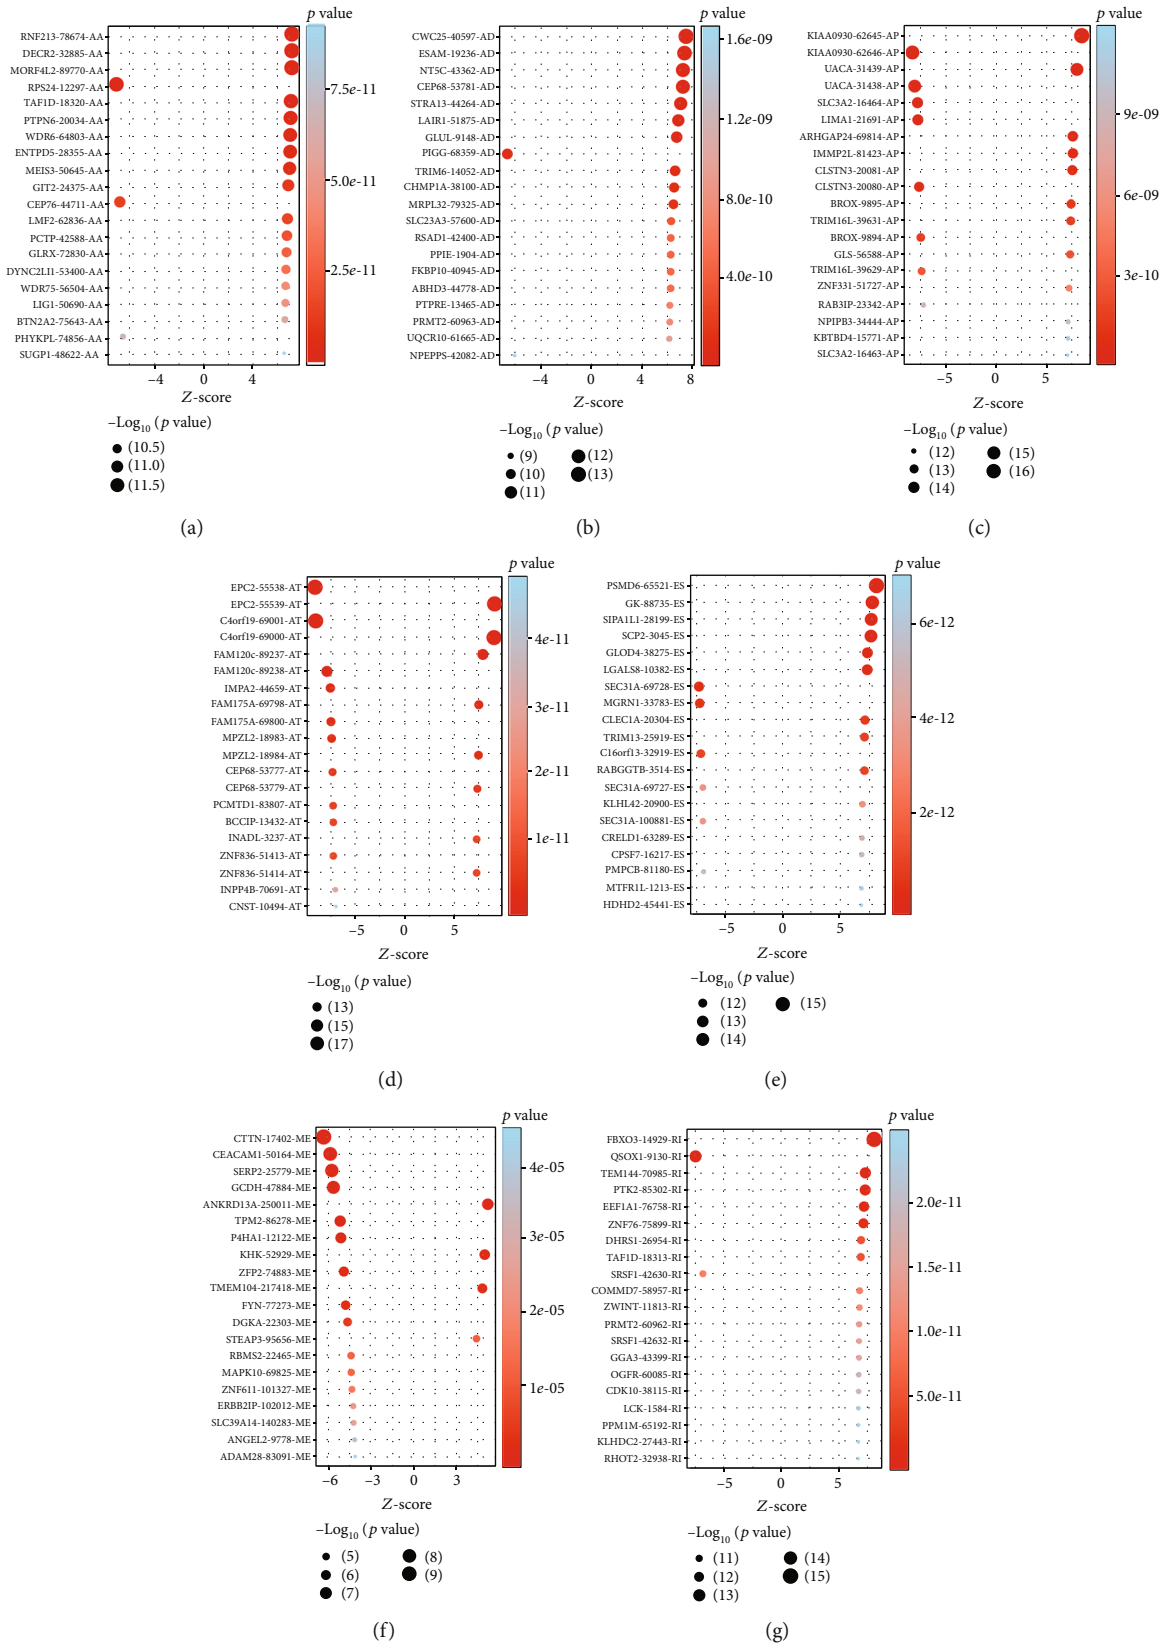 p value
RNF213-78674-AA
DECR2-32885-AA
MORF4L2-89770-AA
RPS24-12297-AA
TAF1D-18320-AA
PTPN6-20034-AA
WDR6-64803-AA
ENTPD5-28355-AA
MEIS3-50645-AA
GIT2-24375-AA
CEP76-44711-AA
LMF2-62836-AA
PCTP-42588-AA
GLRX-72830-AA
DYNC2LI1-53400-AA
WDR75-56504-AA
LIG1-50690-AA
BTN2A2-75643-AA
PHYKPL-74856-AA
SUGP1-48622-AA
7.5e-11
5.0e-11
2.5e-11
−4 0 4
Z-score
−Log10 (p value)
(10.5)
(11.0)
(11.5)
(a)
p value
CWC25-40597-AD
ESAM-19236-AD
NT5C-43362-AD
CEP68-53781-AD
STRA13-44264-AD
LAIR1-51875-AD
GLUL-9148-AD
PIGG-68359-AD
TRIM6-14052-AD
CHMP1A-38100-AD
MRPL32-79325-AD
SLC23A3-57600-AD
RSAD1-42400-AD
PPIE-1904-AD
FKBP10-40945-AD
ABHD3-44778-AD
PTPRE-13465-AD
PRMT2-60963-AD
UQCR10-61665-AD
NPEPPS-42082-AD
1.6e-09
1.2e-09
8.0e-10
4.0e-10
−4 0 4 8
Z-score
−Log10 (p value)
(9) (12)
(10) (13)
(11)
(b)
p value
KIAA0930-62645-AP
KIAA0930-62646-AP
UACA-31439-AP
UACA-31438-AP
SLC3A2-16464-AP
LIMA1-21691-AP
ARHGAP24-69814-AP
IMMP2L-81423-AP
CLSTN3-20081-AP
CLSTN3-20080-AP
BROX-9895-AP
TRIM16L-39631-AP
BROX-9894-AP
GLS-56588-AP
TRIM16L-39629-AP
ZNF331-51727-AP
RAB3IP-23342-AP
NPIPB3-34444-AP
KBTBD4-15771-AP
SLC3A2-16463-AP
9e-09
6e-09
3e-10
−5 0 5
Z-score
−Log10 (p value)
(12) (15)
(13) (16)
(14)
(c)
p value
EPC2-55538-AT
EPC2-55539-AT
C4orf19-69001-AT
C4orf19-69000-AT
FAM120c-89237-AT
FAM120c-89238-AT
IMPA2-44659-AT
FAM175A-69798-AT
FAM175A-69800-AT
MPZL2-18983-AT
MPZL2-18984-AT
CEP68-53777-AT
CEP68-53779-AT
PCMTD1-83807-AT
BCCIP-13432-AT
INADL-3237-AT
ZNF836-51413-AT
ZNF836-51414-AT
INPP4B-70691-AT
CNST-10494-AT
4e-11
3e-11
2e-11
1e-11
−5 0 5
Z-score
−Log10 (p value)
(13)
(15)
(17)
(d)
p value
PSMD6-65521-ES
GK-88735-ES
SIPA1L1-28199-ES
SCP2-3045-ES
GLOD4-38275-ES
LGALS8-10382-ES
SEC31A-69728-ES
MGRN1-33783-ES
CLEC1A-20304-ES
TRIM13-25919-ES
C16orf13-32919-ES
RABGGTB-3514-ES
SEC31A-69727-ES
KLHL42-20900-ES
SEC31A-100881-ES
CRELD1-63289-ES
CPSF7-16217-ES
PMPCB-81180-ES
MTFR1L-1213-ES
HDHD2-45441-ES
6e-12
4e-12
2e-12
−5 0 5
Z-score
−Log10 (p value)
(12) (15)
(13)
(14)
(e)
p value
CTTN-17402-ME
CEACAM1-50164-ME
SERP2-25779-ME
GCDH-47884-ME
ANKRD13A-250011-ME
TPM2-86278-ME
P4HA1-12122-ME
KHK-52929-ME
ZFP2-74883-ME
TMEM104-217418-ME
FYN-77273-ME
DGKA-22303-ME
STEAP3-95656-ME
RBMS2-22465-ME
MAPK10-69825-ME
ZNF611-101327-ME
ERBB2IP-102012-ME
SLC39A14-140283-ME
ANGEL2-9778-ME
ADAM28-83091-ME
4e-05
3e-05
2e-05
1e-05
−6 −3 0 3
Z-score
−Log10 (p value)
(5) (8)
(6) (9)
(7)
(f)
p value
FBXO3-14929-RI
QSOX1-9130-RI
TEM144-70985-RI
PTK2-85302-RI
EEF1A1-76758-RI
ZNF76-75899-RI
DHRS1-26954-RI
TAF1D-18313-RI
SRSF1-42630-RI
COMMD7-58957-RI
ZWINT-11813-RI
PRMT2-60962-RI
SRSF1-42632-RI
GGA3-43399-RI
OGFR-60085-RI
CDK10-38115-RI
LCK-1584-RI
PPM1M-65192-RI
KLHDC2-27443-RI
RHOT2-32938-RI
2.0e-11
1.5e-11
1.0e-11
5.0e-11
−5 0 5
Z-score
−Log10 (p value)
(11) (14)
(12) (15)
(13)
(g)